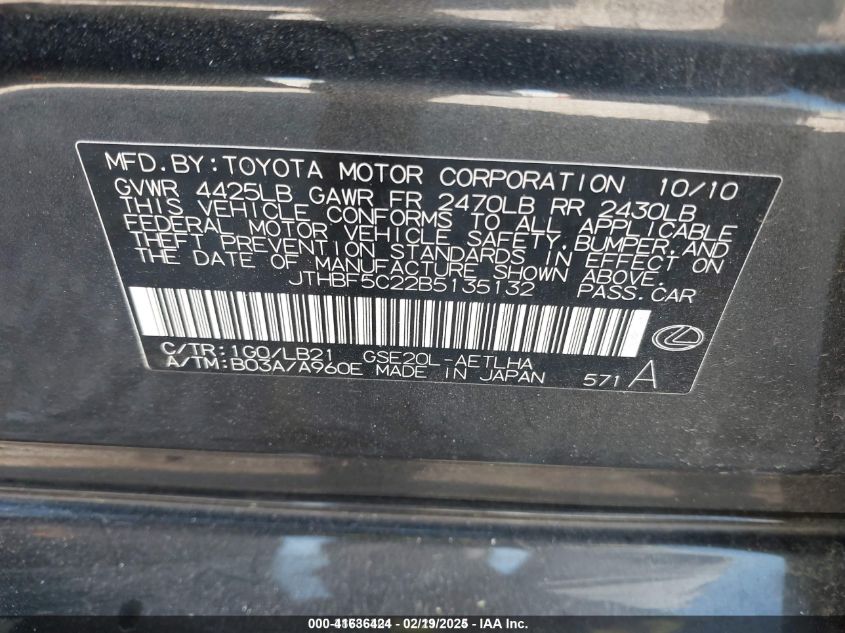 MFD.BY:TOYOTA MOTOR CORPORATION 10/10
GVWR 4425LB GAWR FR 2470LB RR 2430LB
THIS VEHICLE CONFORMS TO ALL APPLICABLE
FEDERAL MOTOR VEHICLE SAFETY,BUMPER,AND
THEFT PREVENTION STANDARDS IN EFFECT ON
THE DATE OF MANUFACTURE SHOWN ABOVE.
JTHBF5C22B5135132 PASS.CAR
C/TR:1G0/LB21 GSE20L-AETLHA
A/TM:B03A/A960E MADE IN JAPAN 571 A
000-41636424 - 02/19/2025 - www.iaai.com